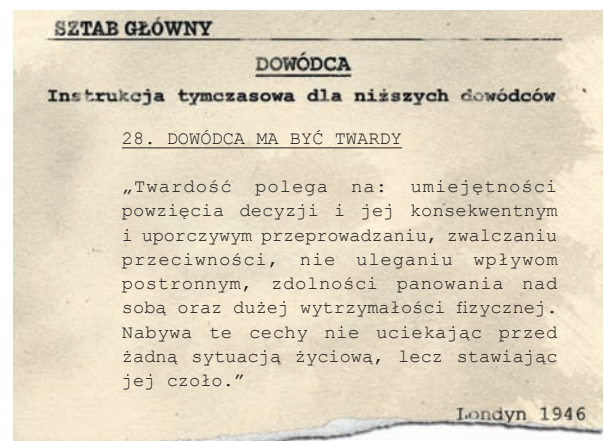 SZTAB GŁÓWNY
DOWÓDCA
Instrukcja tymczasowa dla niższych dowódców
28. DOWÓDCA MA BYĆ TWARDY
„Twardość polega na: umiejętności
powzięcia decyzji i jej konsekwentnym
i uporczywym przeprowadzaniu, zwalczaniu
przeciwności, nie uleganiu wpływom
postronnym, zdolności panowania nad
sobą oraz dużej wytrzymałości fizycznej.
Nabywa te cechy nie uciekając przed
żadną sytuacją życiową, lecz stawiając
jej czoło.”
Londyn 1946